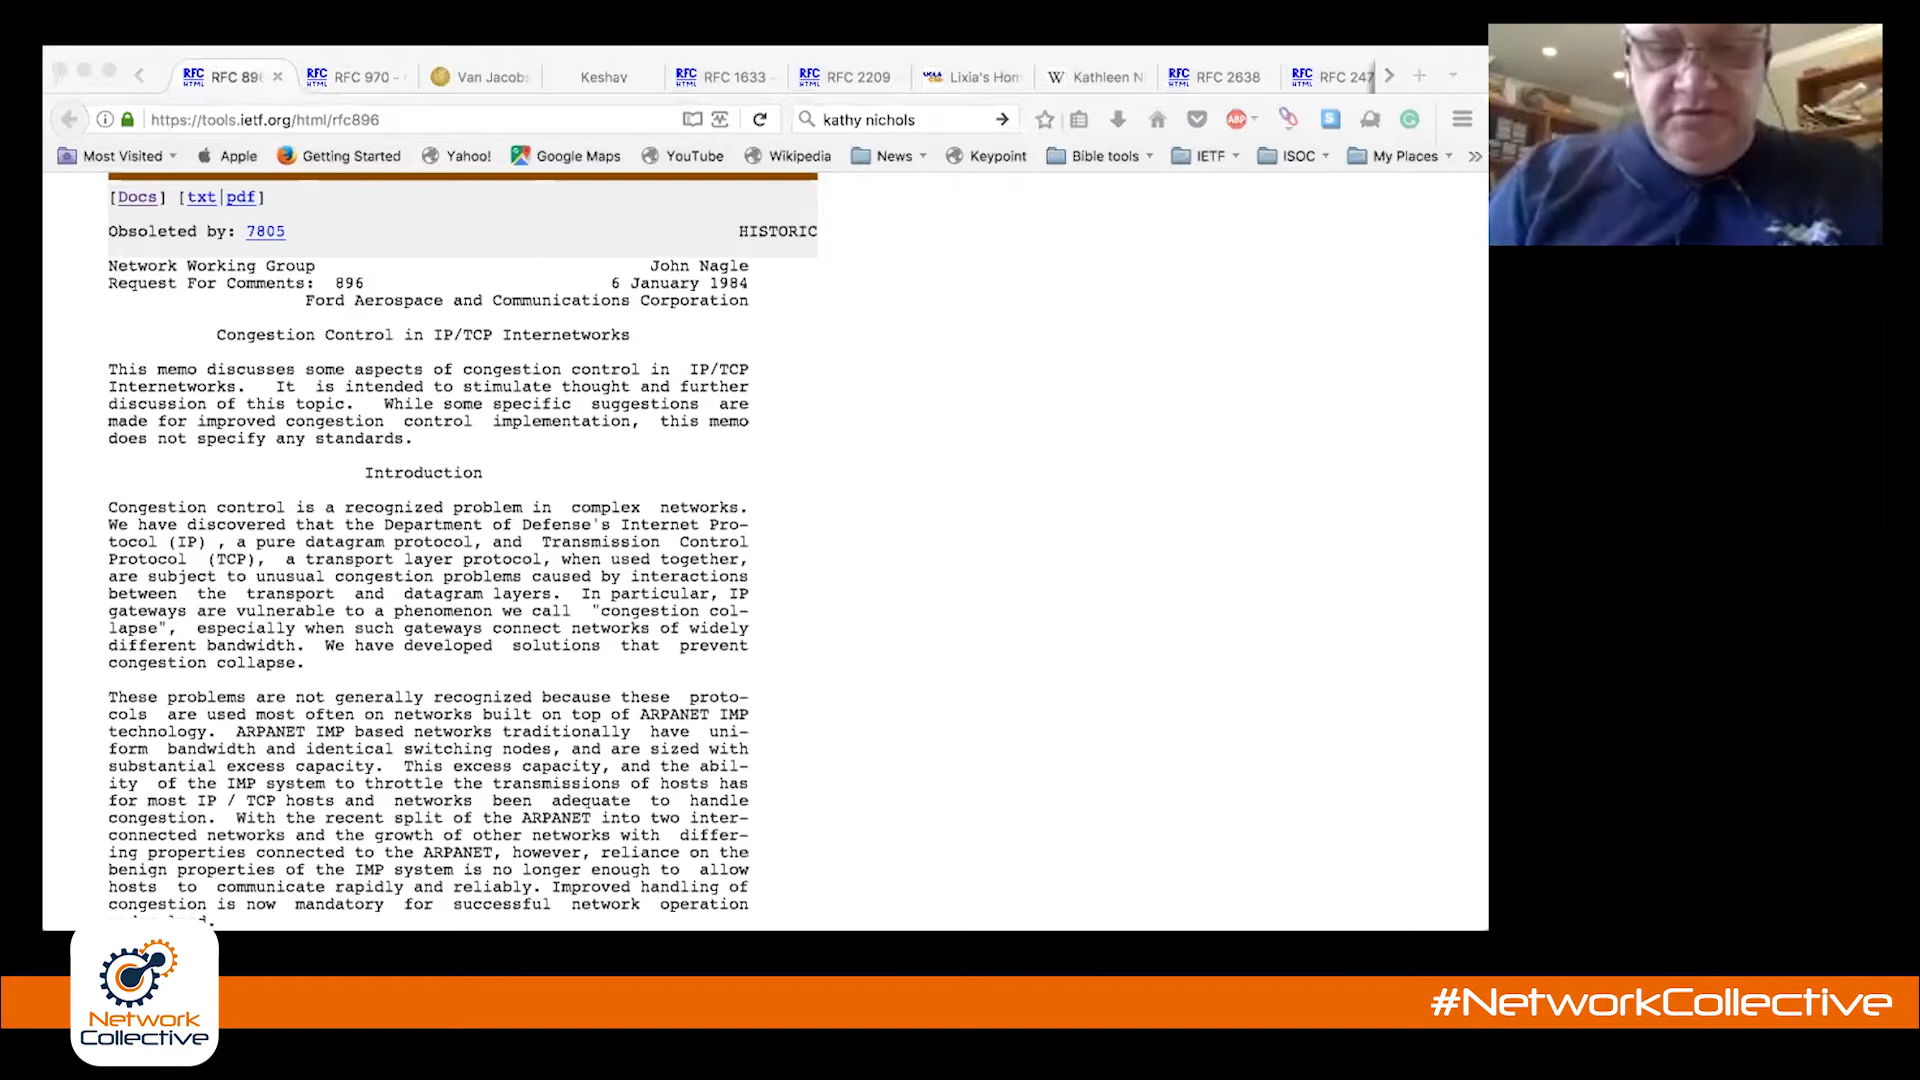 RFC 896
RFC 970 -
Van Jacobs
Keshav
RFC 1633
RFC 2209
Lixia's Hom
Kathleen N
RFC 2638
RFC 247
https://tools.ietf.org/html/rfc896
kathy nichols
ABP
Most Visited
Apple
Getting Started
Yahoo!
Google Maps
YouTube
Wikipedia
News
Keypoint
Bible tools
IETF
ISOC
My Places
[Docs] [txt|pdf]
Obsoleted by: 7805 HISTORIC
Network Working Group John Nagle
Request For Comments: 896 6 January 1984
Ford Aerospace and Communications Corporation
Congestion Control in IP/TCP Internetworks
This memo discusses some aspects of congestion control in IP/TCP
Internetworks. It is intended to stimulate thought and further
discussion of this topic. While some specific suggestions are
made for improved congestion control implementation, this memo
does not specify any standards.
Introduction
Congestion control is a recognized problem in complex networks.
We have discovered that the Department of Defense's Internet Pro-
tocol (IP) , a pure datagram protocol, and Transmission Control
Protocol (TCP), a transport layer protocol, when used together,
are subject to unusual congestion problems caused by interactions
between the transport and datagram layers. In particular, IP
gateways are vulnerable to a phenomenon we call "congestion col-
lapse", especially when such gateways connect networks of widely
different bandwidth. We have developed solutions that prevent
congestion collapse.
These problems are not generally recognized because these proto-
cols are used most often on networks built on top of ARPANET IMP
technology. ARPANET IMP based networks traditionally have uni-
form bandwidth and identical switching nodes, and are sized with
substantial excess capacity. This excess capacity, and the abil-
ity of the IMP system to throttle the transmissions of hosts has
for most IP / TCP hosts and networks been adequate to handle
congestion. With the recent split of the ARPANET into two inter-
connected networks and the growth of other networks with differ-
ing properties connected to the ARPANET, however, reliance on the
benign properties of the IMP system is no longer enough to allow
hosts to communicate rapidly and reliably. Improved handling of
congestion is now mandatory for successful network operation
Network
Collective
#NetworkCollective